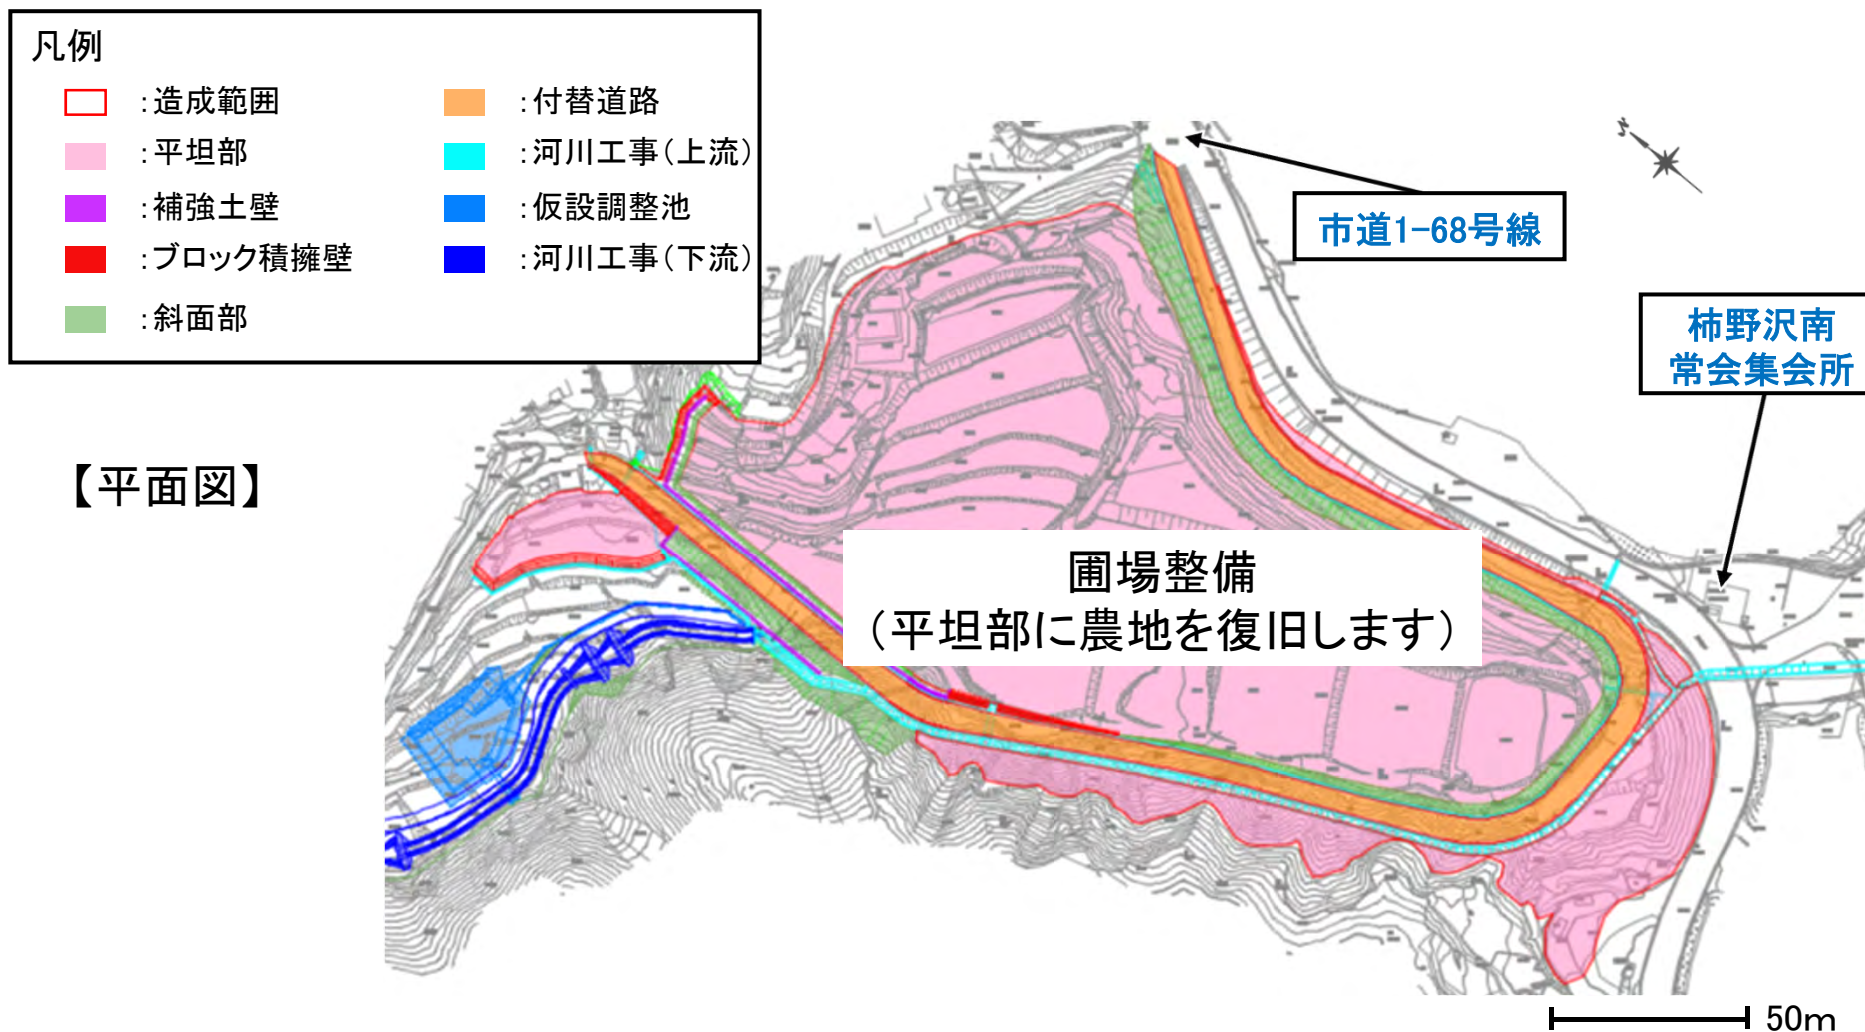 凡例
：造成範囲
：付替道路
：平坦部
：河川工事（上流）
：補強土壁
：仮設調整池
：ブロック積擁壁
：河川工事（下流）
：斜面部
市道1-68号線
柿野沢南
常会集会所
【平面図】
圃場整備
（平坦部に農地を復旧します）
50m